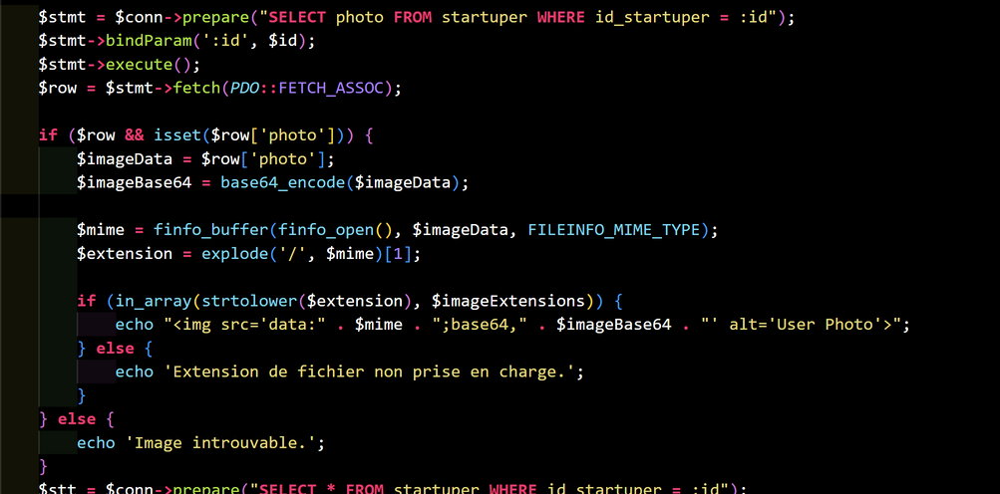 $stmt = $conn->prepare("SELECT photo FROM startuper WHERE id_startuper = :id");
$stmt->bindParam(':id', $id);
$stmt->execute();
$row = $stmt->fetch(PDO::FETCH_ASSOC);
if ($row && isset($row['photo'])) {
$imageData = $row['photo'];
$imageBase64 = base64_encode($imageData);
$mime = finfo_buffer(finfo_open(), $imageData, FILEINFO_MIME_TYPE);
$extension = explode('/', $mime)[1];
if (in_array(strtolower($extension), $imageExtensions)) {
echo "<img src='data:" . $mime . ";base64," . $imageBase64 . "' alt='User Photo'>";
} else {
echo 'Extension de fichier non prise en charge.';
}
} else {
echo 'Image introuvable.';
}
$stt = $conn->prepare("SELECT * FROM startuper WHERE id_startuper = :id");